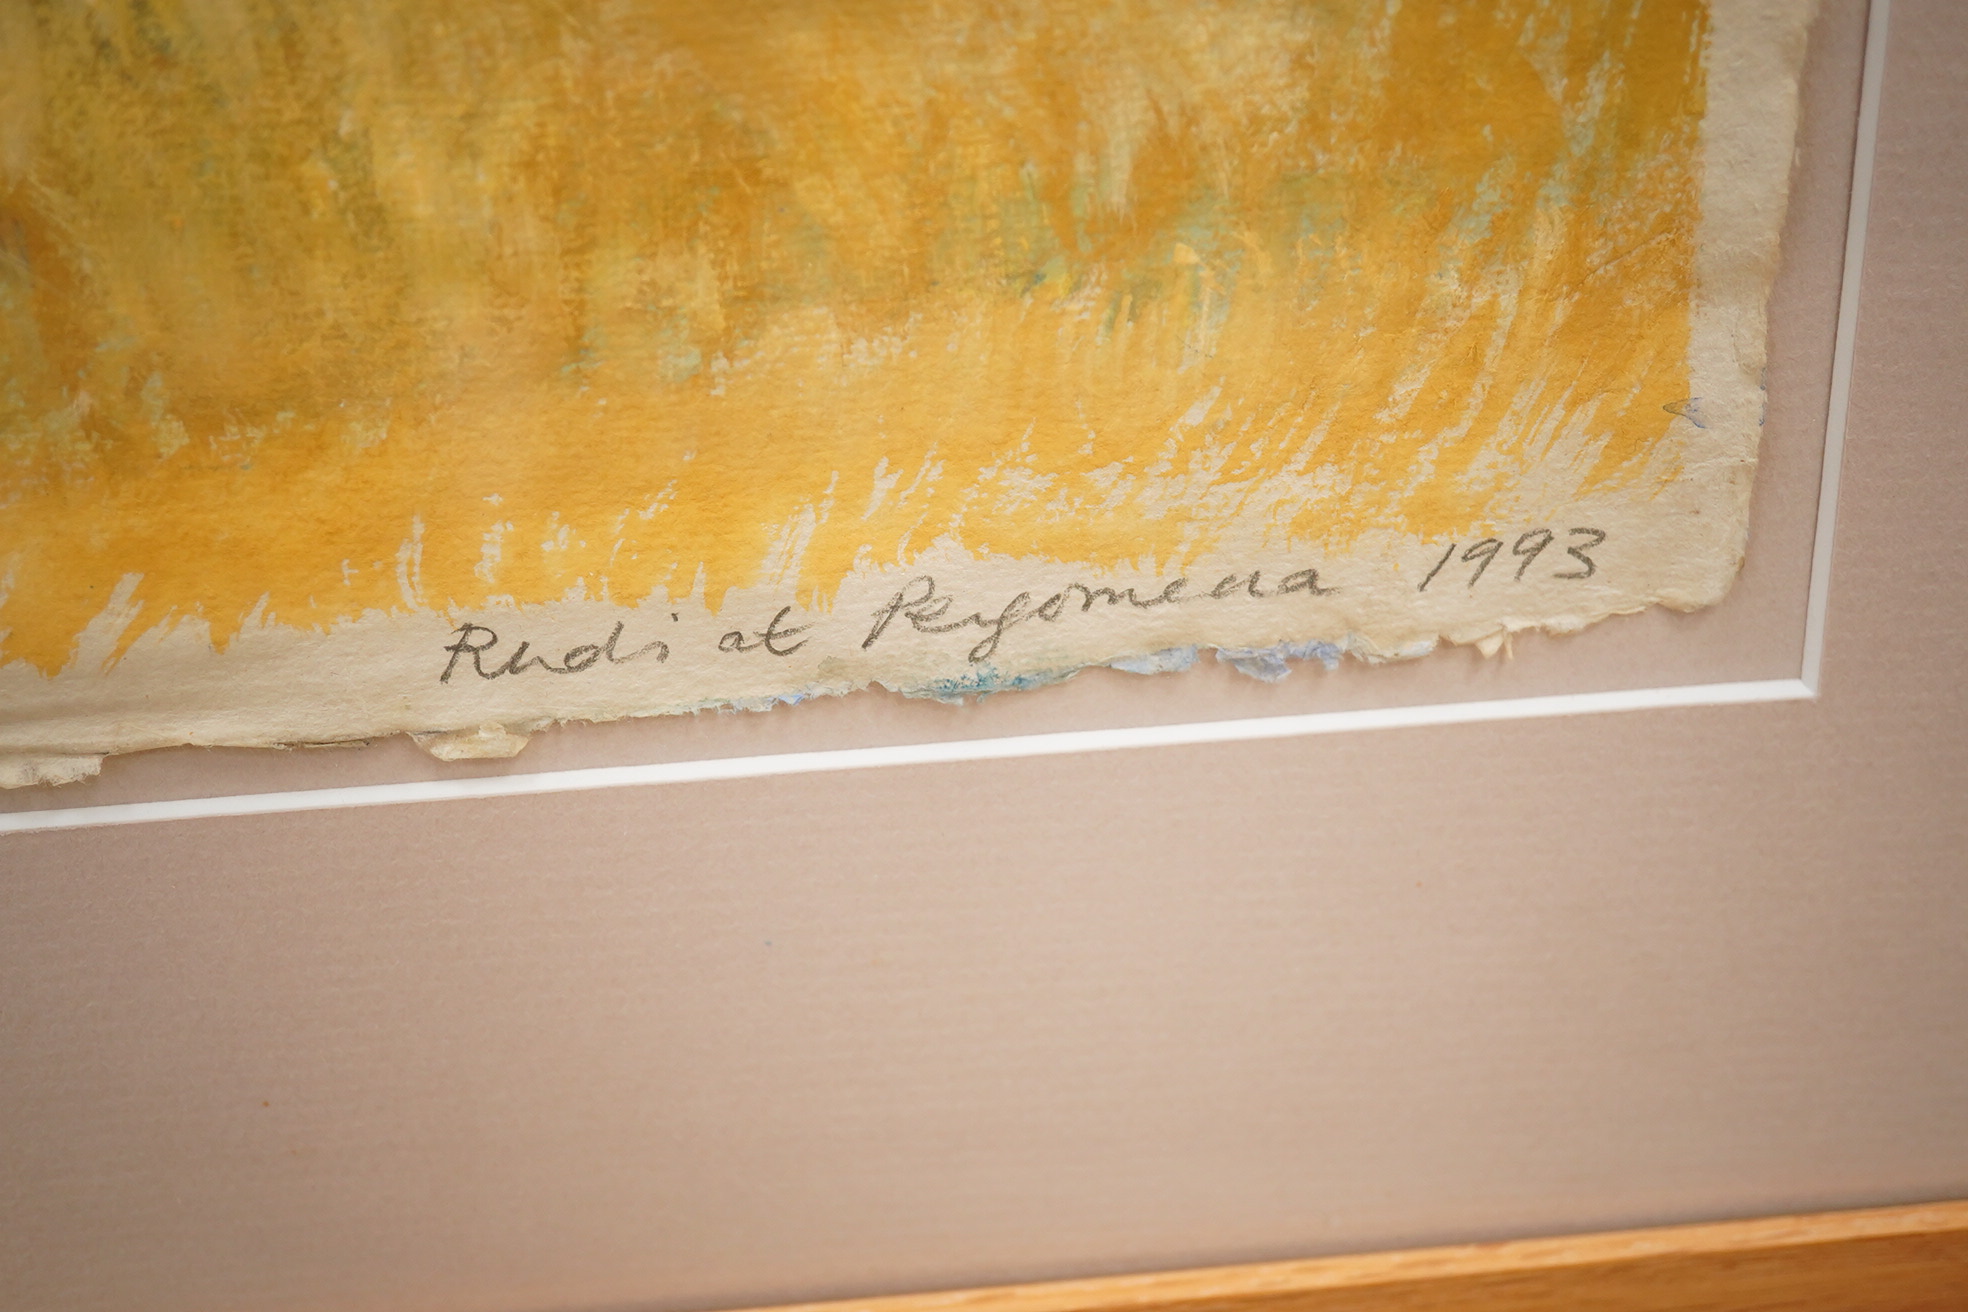 Rudi at Pergomena 1993